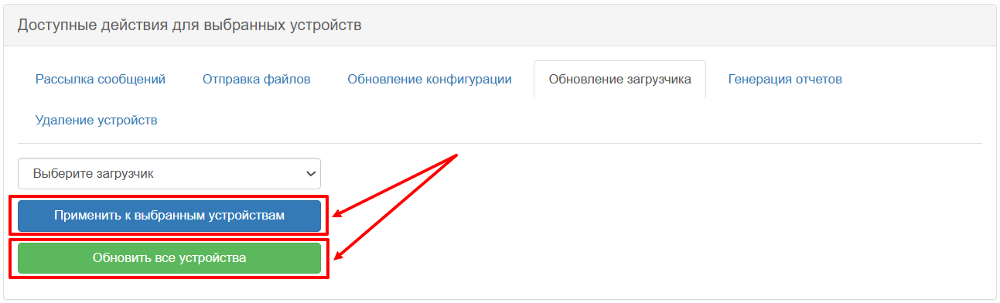 Доступные действия для выбранных устройств
Рассылка сообщений Отправка файлов Обновление конфигурации Обновление загрузчика Генерация отчетов
Удаление устройств
Выберите загрузчик
Применить к выбранным устройствам
Обновить все устройства